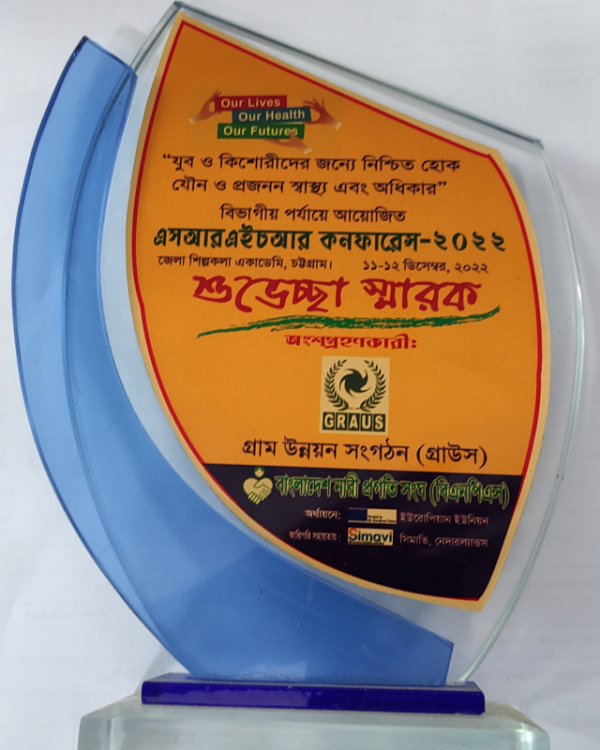 Our Lives
Our Health
Our Futures
“যুব ও কিশোরীদের জন্যে নিশ্চিত হোক
যৌন ও প্রজনন স্বাস্থ্য এবং অধিকার”
বিভাগীয় পর্যায়ে আয়োজিত
এসআরএইচআর কনফারেন্স-২০২২
জেলা শিল্পকলা একাডেমি, চট্টগ্রাম। ১১-১২ ডিসেম্বর, ২০২২
শুভেচ্ছা স্মারক
অংশগ্রহণকারী:
GRAUS
গ্রাম উন্নয়ন সংগঠন (গ্রাউস)
বাংলাদেশ নারী প্রগতি সংঘ (বিএনপিএস)
অর্থায়নে: ইউরোপিয়ান ইউনিয়ন
কারিগরি সহায়তায়: Simavi সিমাভি, নেদারল্যান্ডস